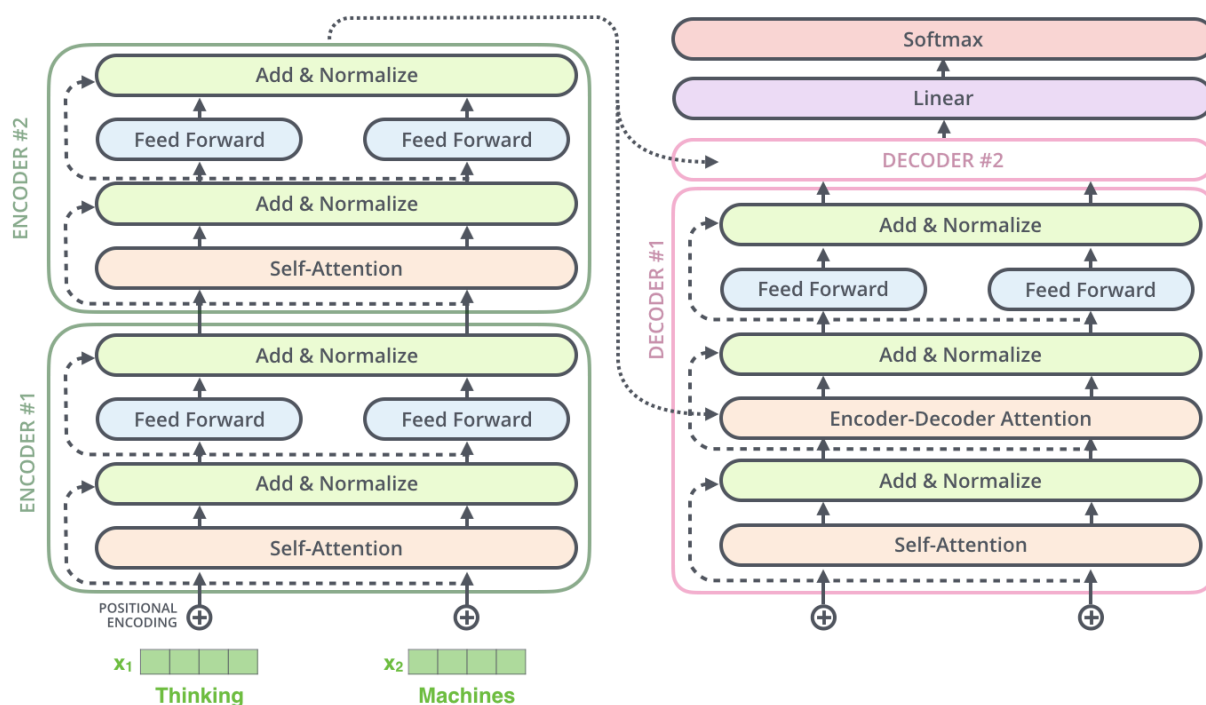 ENCODER #2
Add & Normalize
Feed Forward
Feed Forward
Add & Normalize
Self-Attention
ENCODER #1
Add & Normalize
Feed Forward
Feed Forward
Add & Normalize
Self-Attention
POSITIONAL
ENCODING
x1
x2
Thinking
Machines
Softmax
Linear
DECODER #2
DECODER #1
Add & Normalize
Feed Forward
Feed Forward
Add & Normalize
Encoder-Decoder Attention
Add & Normalize
Self-Attention